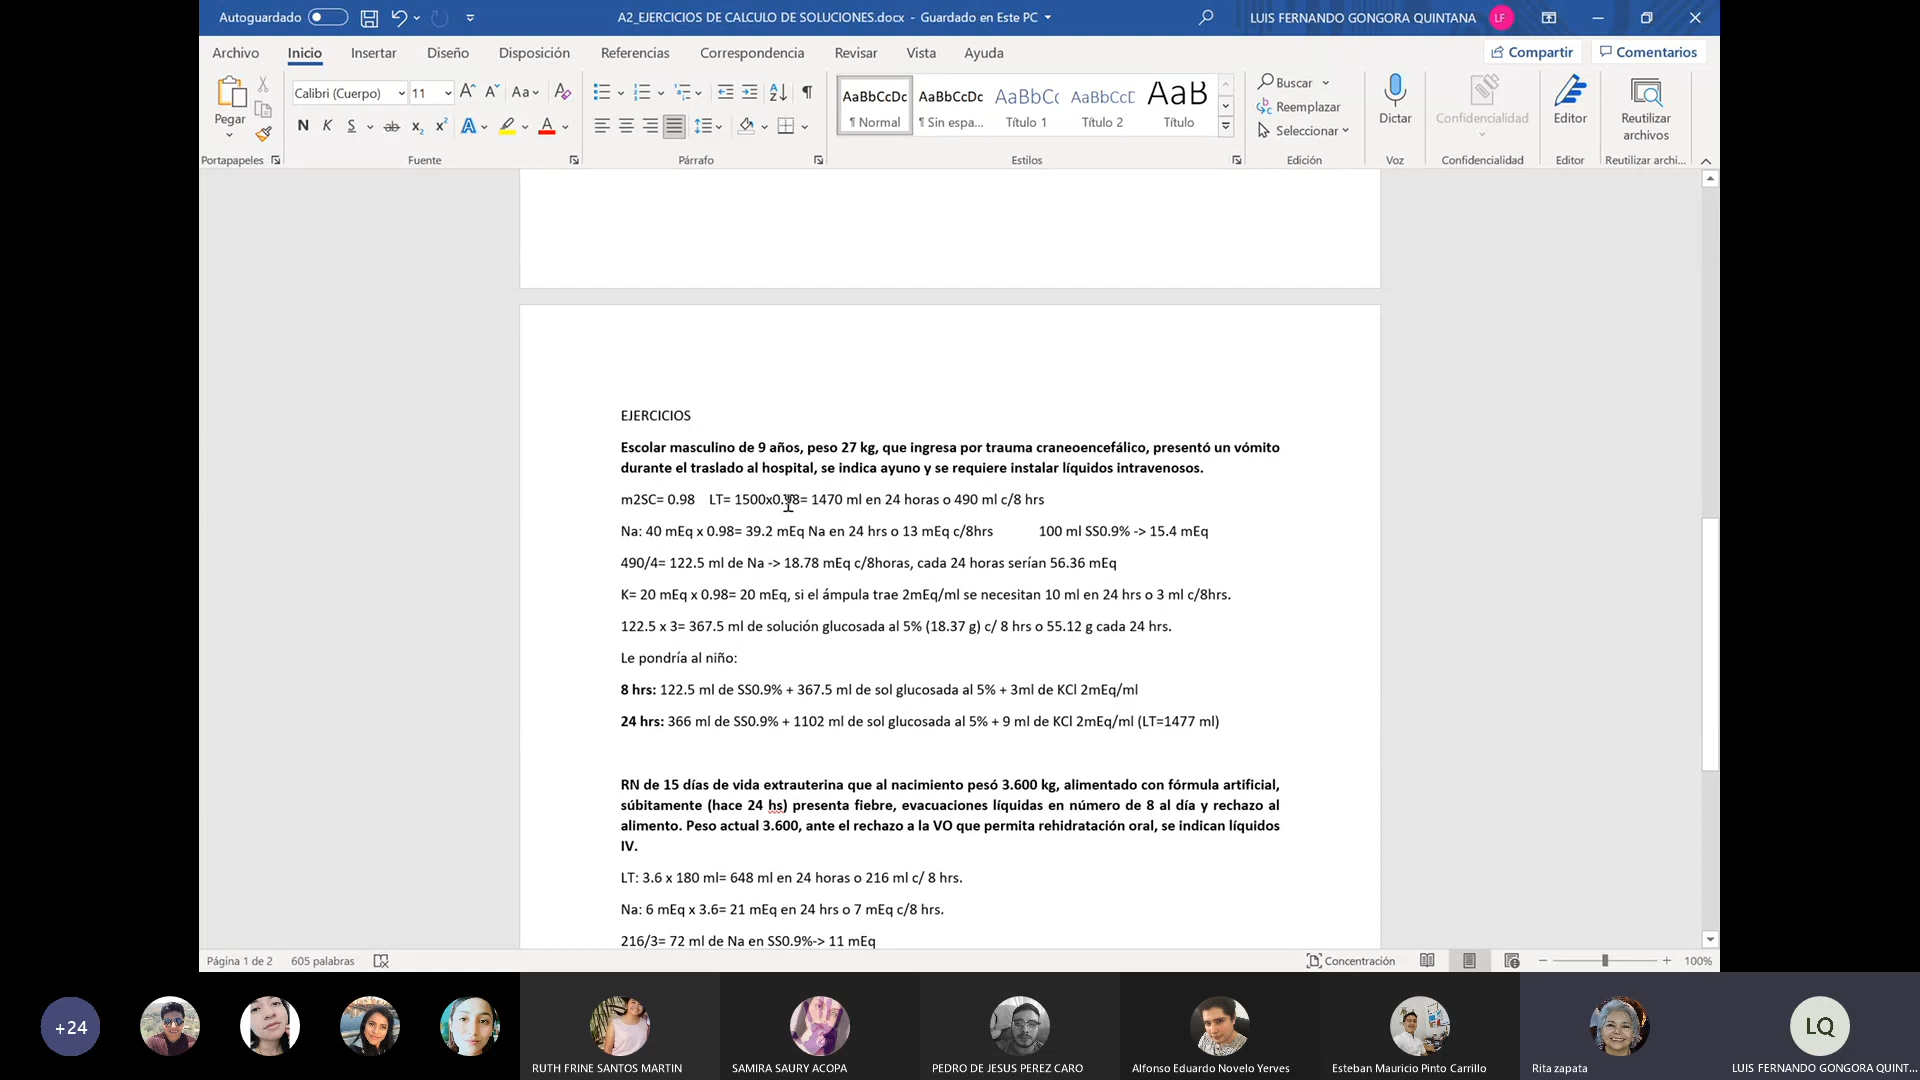 Autoguardado
A2_EJERCICIOS DE CALCULO DE SOLUCIONES.docx - Guardado en Este PC
LUIS FERNANDO GONGORA QUINTANA
LF
Archivo Inicio Insertar Diseño Disposición Referencias Correspondencia Revisar Vista Ayuda
Compartir Comentarios
Pegar
Portapapeles
Calibri (Cuerpo) 11
N K S ab x₂ x²
Fuente
Párrafo
AaBbCcDc AaBbCcDc AaBbCc AaBbCcD AaB
¶ Normal ¶ Sin espa... Título 1 Título 2 Título
Estilos
Buscar
Reemplazar
Seleccionar
Edición
Dictar
Voz
Confidencialidad
Confidencialidad
Editor
Editor
Reutilizar archivos
Reutilizar archi...
EJERCICIOS
Escolar masculino de 9 años, peso 27 kg, que ingresa por trauma craneoencefálico, presentó un vómito
durante el traslado al hospital, se indica ayuno y se requiere instalar líquidos intravenosos.
m2SC= 0.98 LT= 1500x0.98= 1470 ml en 24 horas o 490 ml c/8 hrs
Na: 40 mEq x 0.98= 39.2 mEq Na en 24 hrs o 13 mEq c/8hrs 100 ml SS0.9% -> 15.4 mEq
490/4= 122.5 ml de Na -> 18.78 mEq c/8horas, cada 24 horas serían 56.36 mEq
K= 20 mEq x 0.98= 20 mEq, si el ámpula trae 2mEq/ml se necesitan 10 ml en 24 hrs o 3 ml c/8hrs.
122.5 x 3= 367.5 ml de solución glucosada al 5% (18.37 g) c/ 8 hrs o 55.12 g cada 24 hrs.
Le pondría al niño:
8 hrs: 122.5 ml de SS0.9% + 367.5 ml de sol glucosada al 5% + 3ml de KCl 2mEq/ml
24 hrs: 366 ml de SS0.9% + 1102 ml de sol glucosada al 5% + 9 ml de KCl 2mEq/ml (LT=1477 ml)
RN de 15 días de vida extrauterina que al nacimiento pesó 3.600 kg, alimentado con fórmula artificial,
súbitamente (hace 24 hs) presenta fiebre, evacuaciones líquidas en número de 8 al día y rechazo al
alimento. Peso actual 3.600, ante el rechazo a la VO que permita rehidratación oral, se indican líquidos
IV.
LT: 3.6 x 180 ml= 648 ml en 24 horas o 216 ml c/ 8 hrs.
Na: 6 mEq x 3.6= 21 mEq en 24 hrs o 7 mEq c/8 hrs.
216/3= 72 ml de Na en SS0.9%-> 11 mEq
Página 1 de 2 605 palabras
Concentración
100%
+24
RUTH FRINE SANTOS MARTIN
SAMIRA SAURY ACOPA
PEDRO DE JESUS PEREZ CARO
Alfonso Eduardo Novelo Yerves
Esteban Mauricio Pinto Carrillo
Rita zapata
LQ
LUIS FERNANDO GONGORA QUINT...